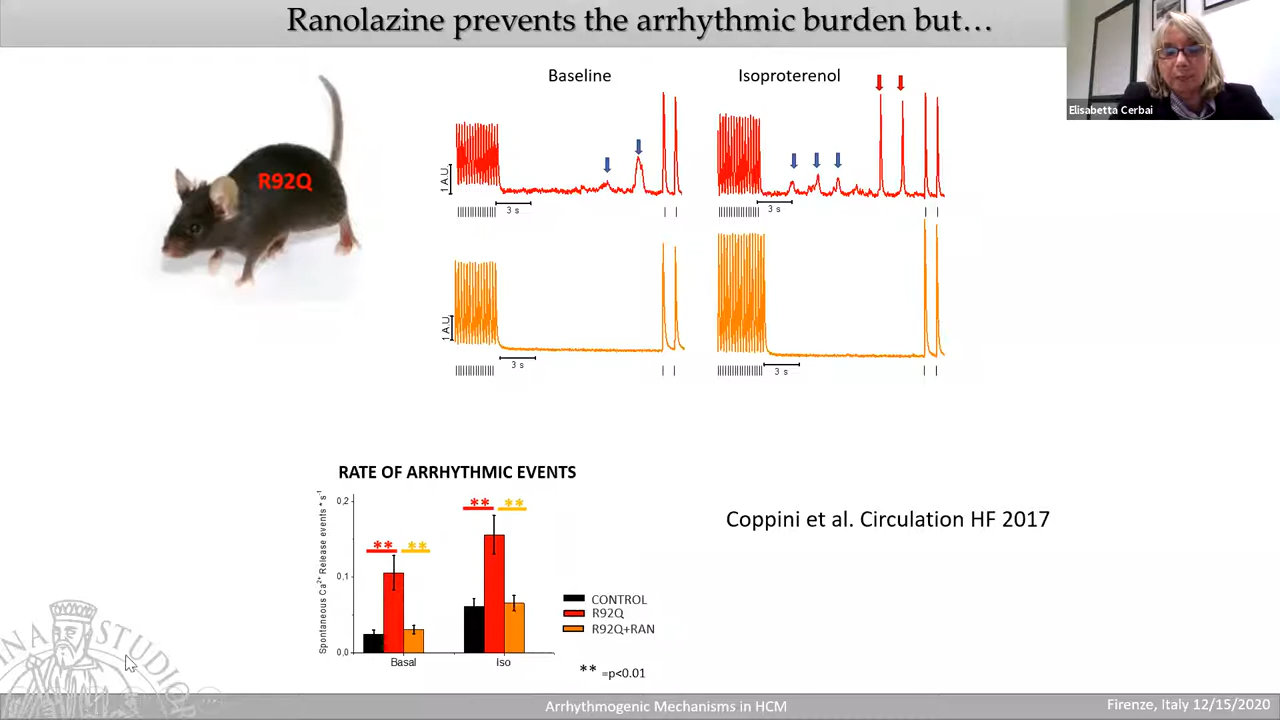 Ranolazine prevents the arrhythmic burden but…
Elisabetta Cerbai
Baseline
Isoproterenol
R92Q
1 A.U.
3 s
3 s
1 A.U.
3 s
3 s
RATE OF ARRHYTHMIC EVENTS
Spontaneous Ca²⁺ Release events * s⁻¹
0,2
0,1
0,0
** **
** **
Basal
Iso
CONTROL
R92Q
R92Q+RAN
** =p<0.01
Coppini et al. Circulation HF 2017
INA STUDIO
Arrhythmogenic Mechanisms in HCM
Firenze, Italy 12/15/2020